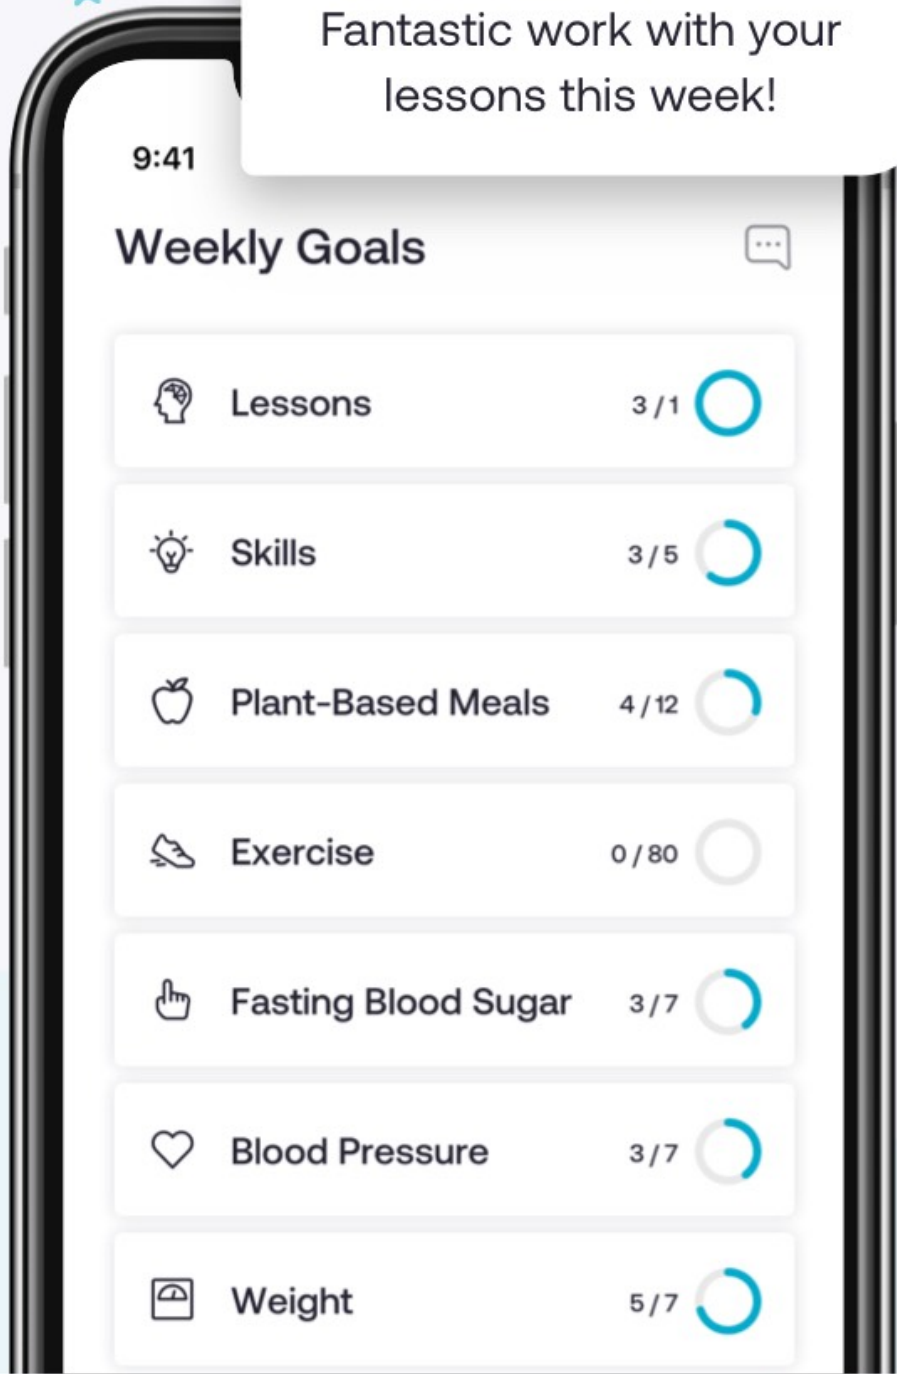 Fantastic work with your
lessons this week!
9:41
Weekly Goals
Lessons 3 / 1
Skills 3 / 5
Plant-Based Meals 4 / 12
Exercise 0 / 80
Fasting Blood Sugar 3 / 7
Blood Pressure 3 / 7
Weight 5 / 7